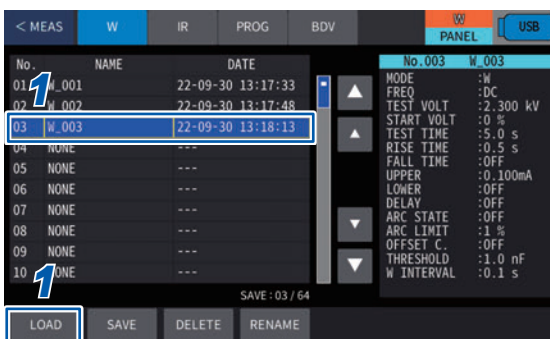 < MEAS W IR PROG BDV W PANEL USB
No. NAME DATE
01 W_001 22-09-30 13:17:33
1
02 W_002 22-09-30 13:17:48
03 W_003 22-09-30 13:18:13
04 NONE ---
05 NONE ---
06 NONE ---
07 NONE ---
08 NONE ---
09 NONE ---
10 NONE ---
1
SAVE : 03 / 64
LOAD SAVE DELETE RENAME
No.003 W_003
MODE :W
FREQ :DC
TEST VOLT :2.300 kV
START VOLT :0 %
TEST TIME :5.0 s
RISE TIME :0.5 s
FALL TIME :OFF
UPPER :0.100mA
LOWER :OFF
DELAY :OFF
ARC STATE :OFF
ARC LIMIT :1 %
OFFSET C. :OFF
THRESHOLD :1.0 nF
W INTERVAL :0.1 s